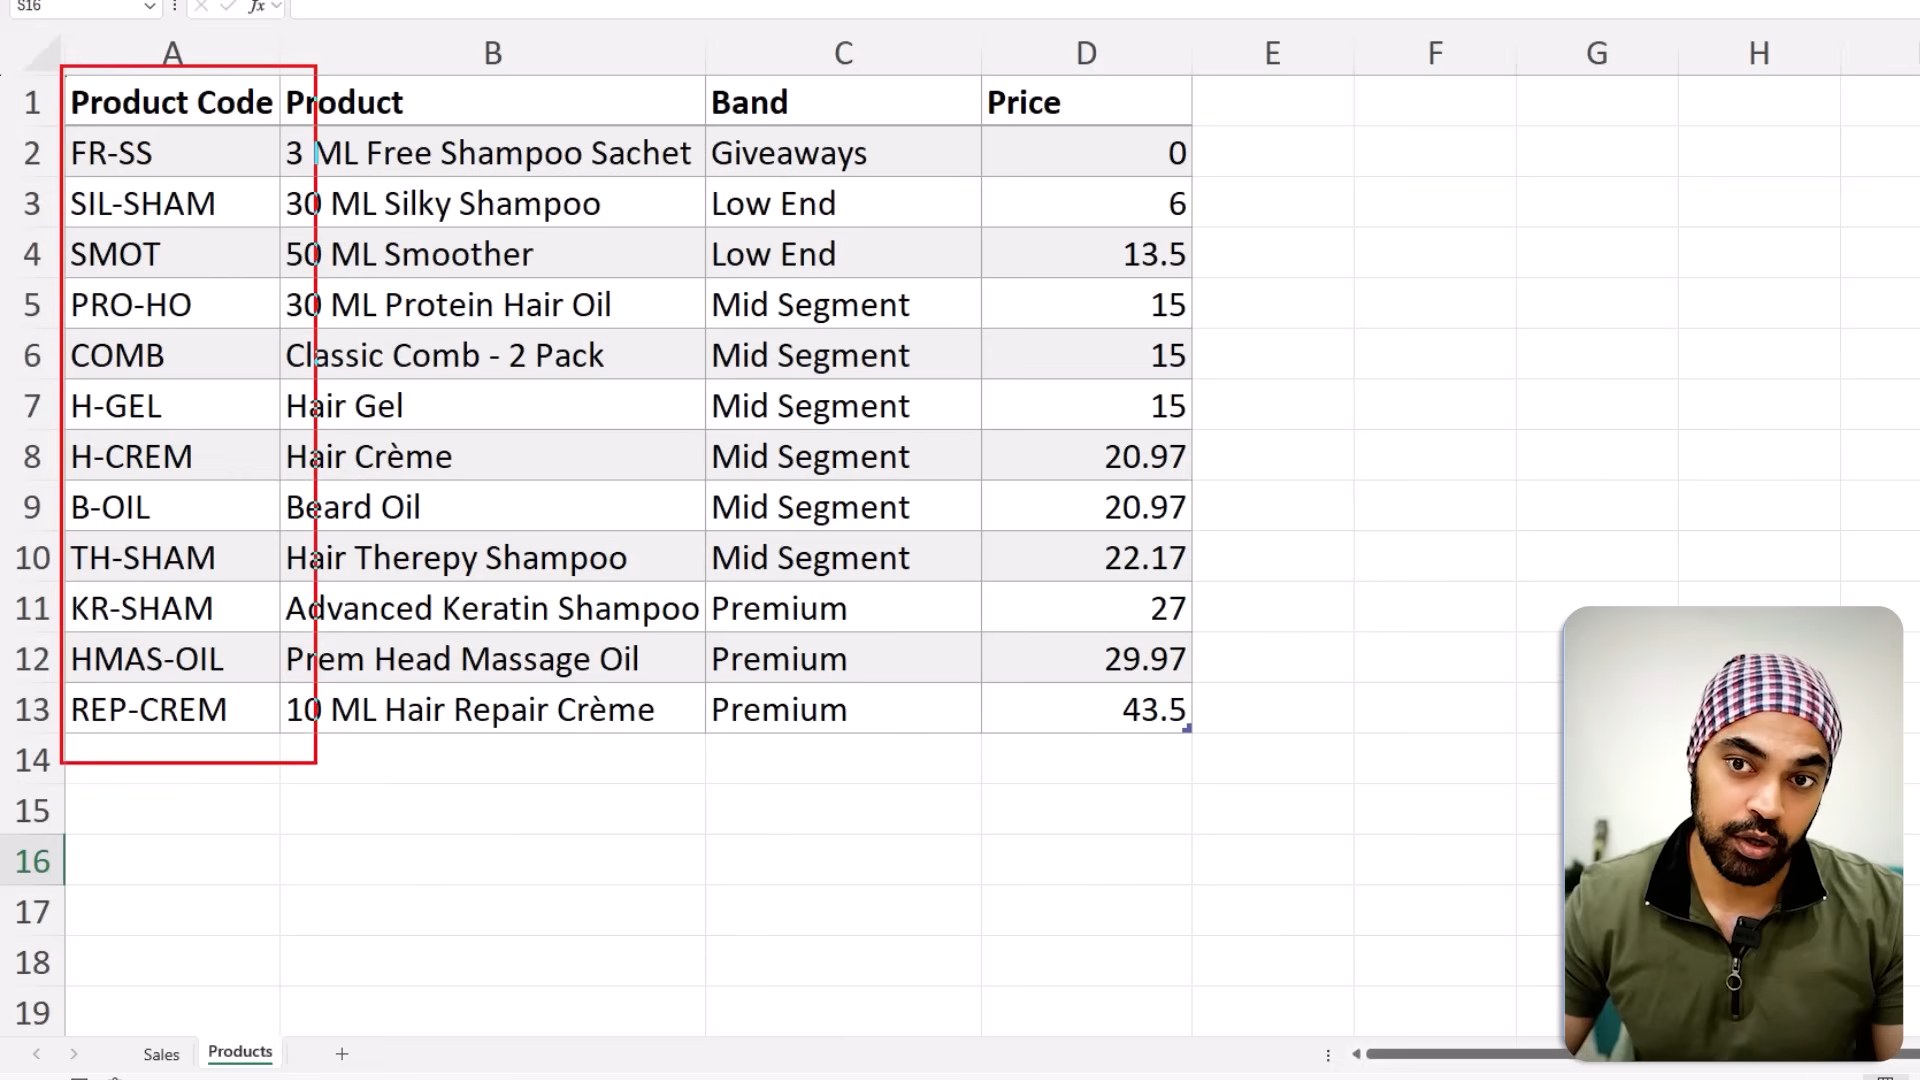 S16 fx
A B C D E F G H
1 Product Code Product Band Price
2 FR-SS 3 ML Free Shampoo Sachet Giveaways 0
3 SIL-SHAM 30 ML Silky Shampoo Low End 6
4 SMOT 50 ML Smoother Low End 13.5
5 PRO-HO 30 ML Protein Hair Oil Mid Segment 15
6 COMB Classic Comb - 2 Pack Mid Segment 15
7 H-GEL Hair Gel Mid Segment 15
8 H-CREM Hair Crème Mid Segment 20.97
9 B-OIL Beard Oil Mid Segment 20.97
10 TH-SHAM Hair Therepy Shampoo Mid Segment 22.17
11 KR-SHAM Advanced Keratin Shampoo Premium 27
12 HMAS-OIL Prem Head Massage Oil Premium 29.97
13 REP-CREM 10 ML Hair Repair Crème Premium 43.5
14
15
16
17
18
19
Sales Products